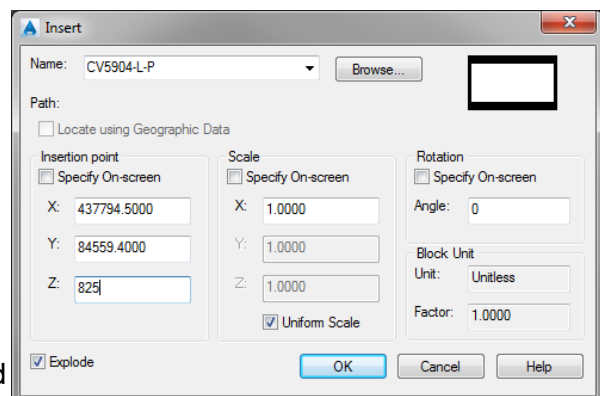 Insert
Name: CV5904-L-P Browse...
Path:
Locate using Geographic Data
Insertion point Scale Rotation
Specify On-screen Specify On-screen Specify On-screen
X: 437794.5000 X: 1.0000 Angle: 0
Y: 84559.4000 Y: 1.0000 Block Unit
Z: 825 Z: 1.0000 Unit: Unitless
Uniform Scale Factor: 1.0000
Explode OK Cancel Help